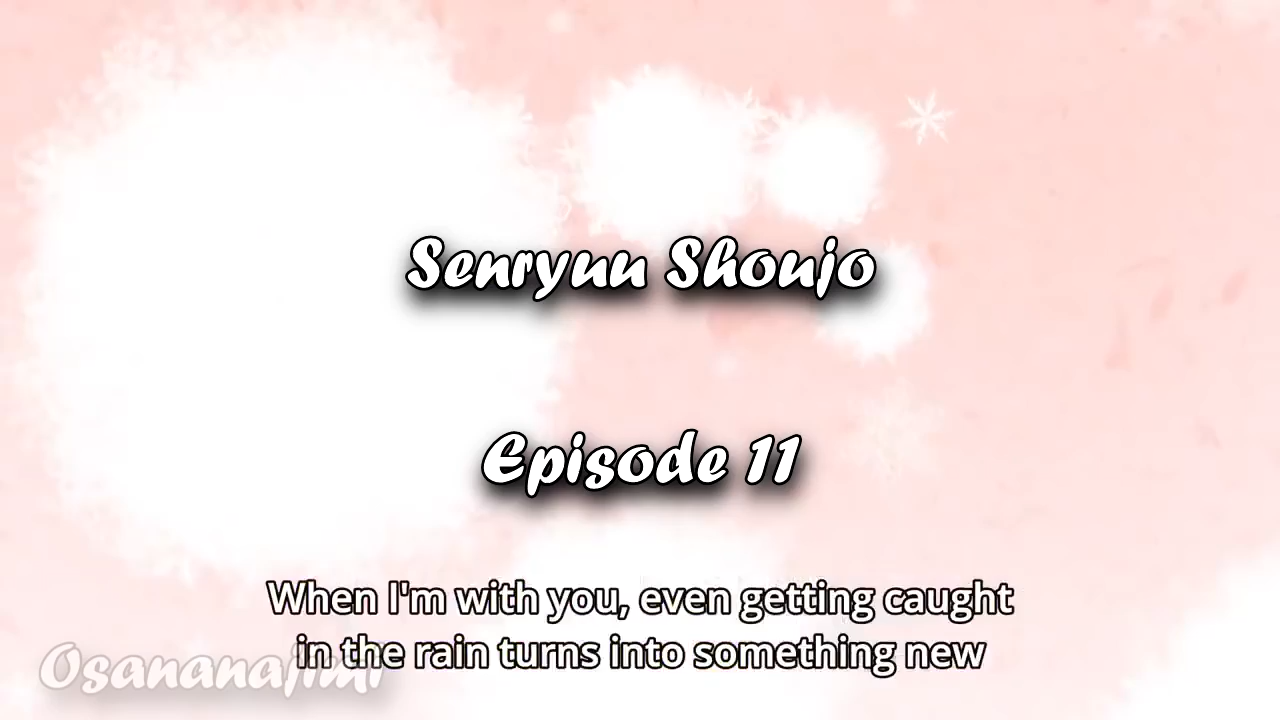 Senryuu Shoujo
Episode 11
When I'm with you, even getting caught
in the rain turns into something new
Osananajimi